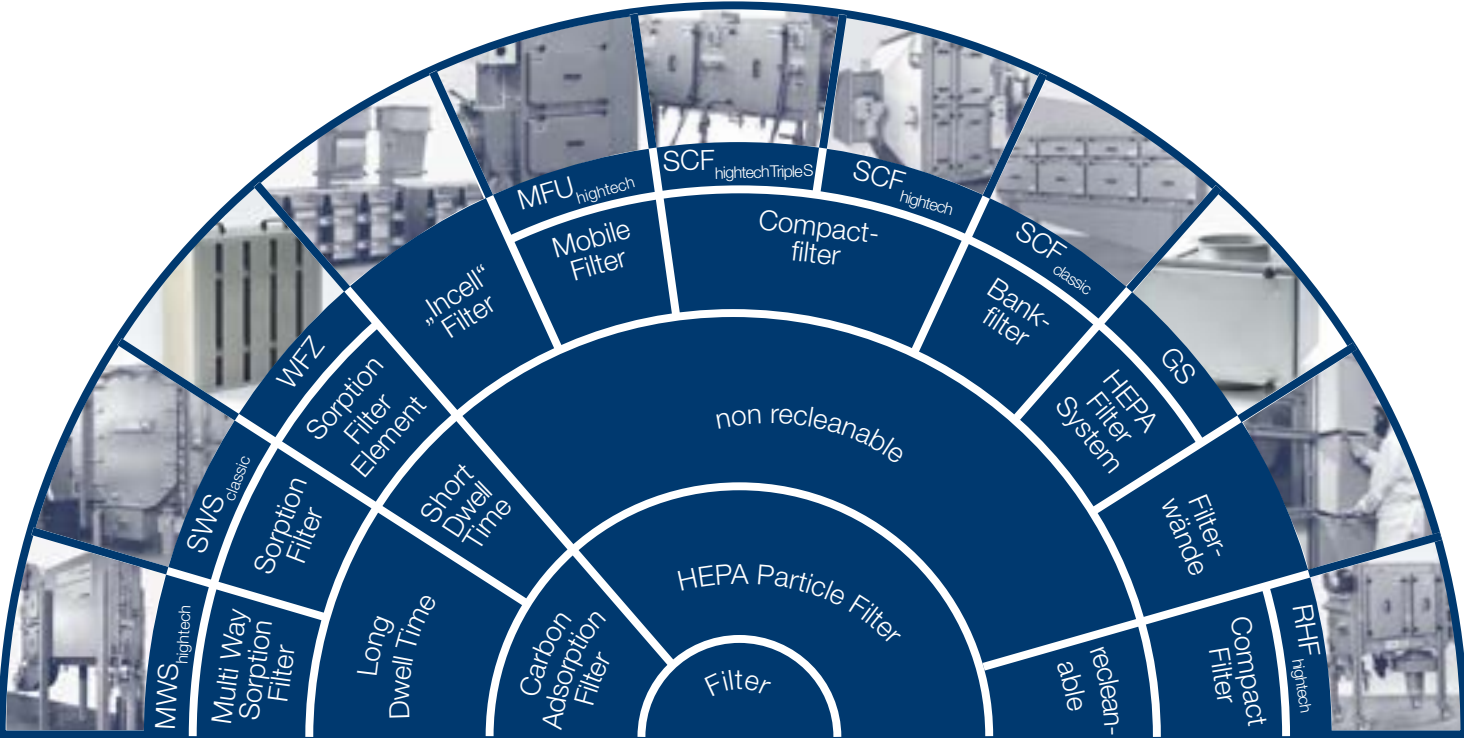 MWS hightech
SWS classic
WFZ
MFU hightech
SCF hightech TripleS
SCF hightech
SCF classic
GS
RHF hightech
Multi Way
Sorption
Filter
Sorption
Filter
Sorption
Filter
Element
„Incell“
Filter
Mobile
Filter
Compact-
filter
Bank-
filter
HEPA
Filter
System
Filter-
wände
Compact
Filter
Long
Dwell Time
Short
Dwell
Time
non recleanable
reclean-
able
Carbon
Adsorption
Filter
HEPA Particle Filter
Filter